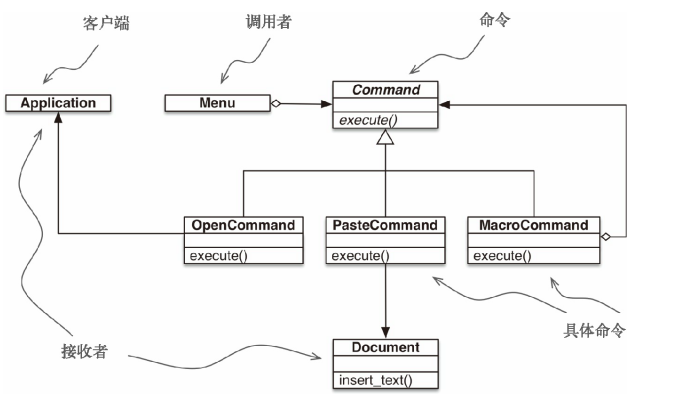 客户端
调用者
命令
Application
Menu
Command
execute()
OpenCommand
execute()
PasteCommand
execute()
MacroCommand
execute()
具体命令
接收者
Document
insert_text()